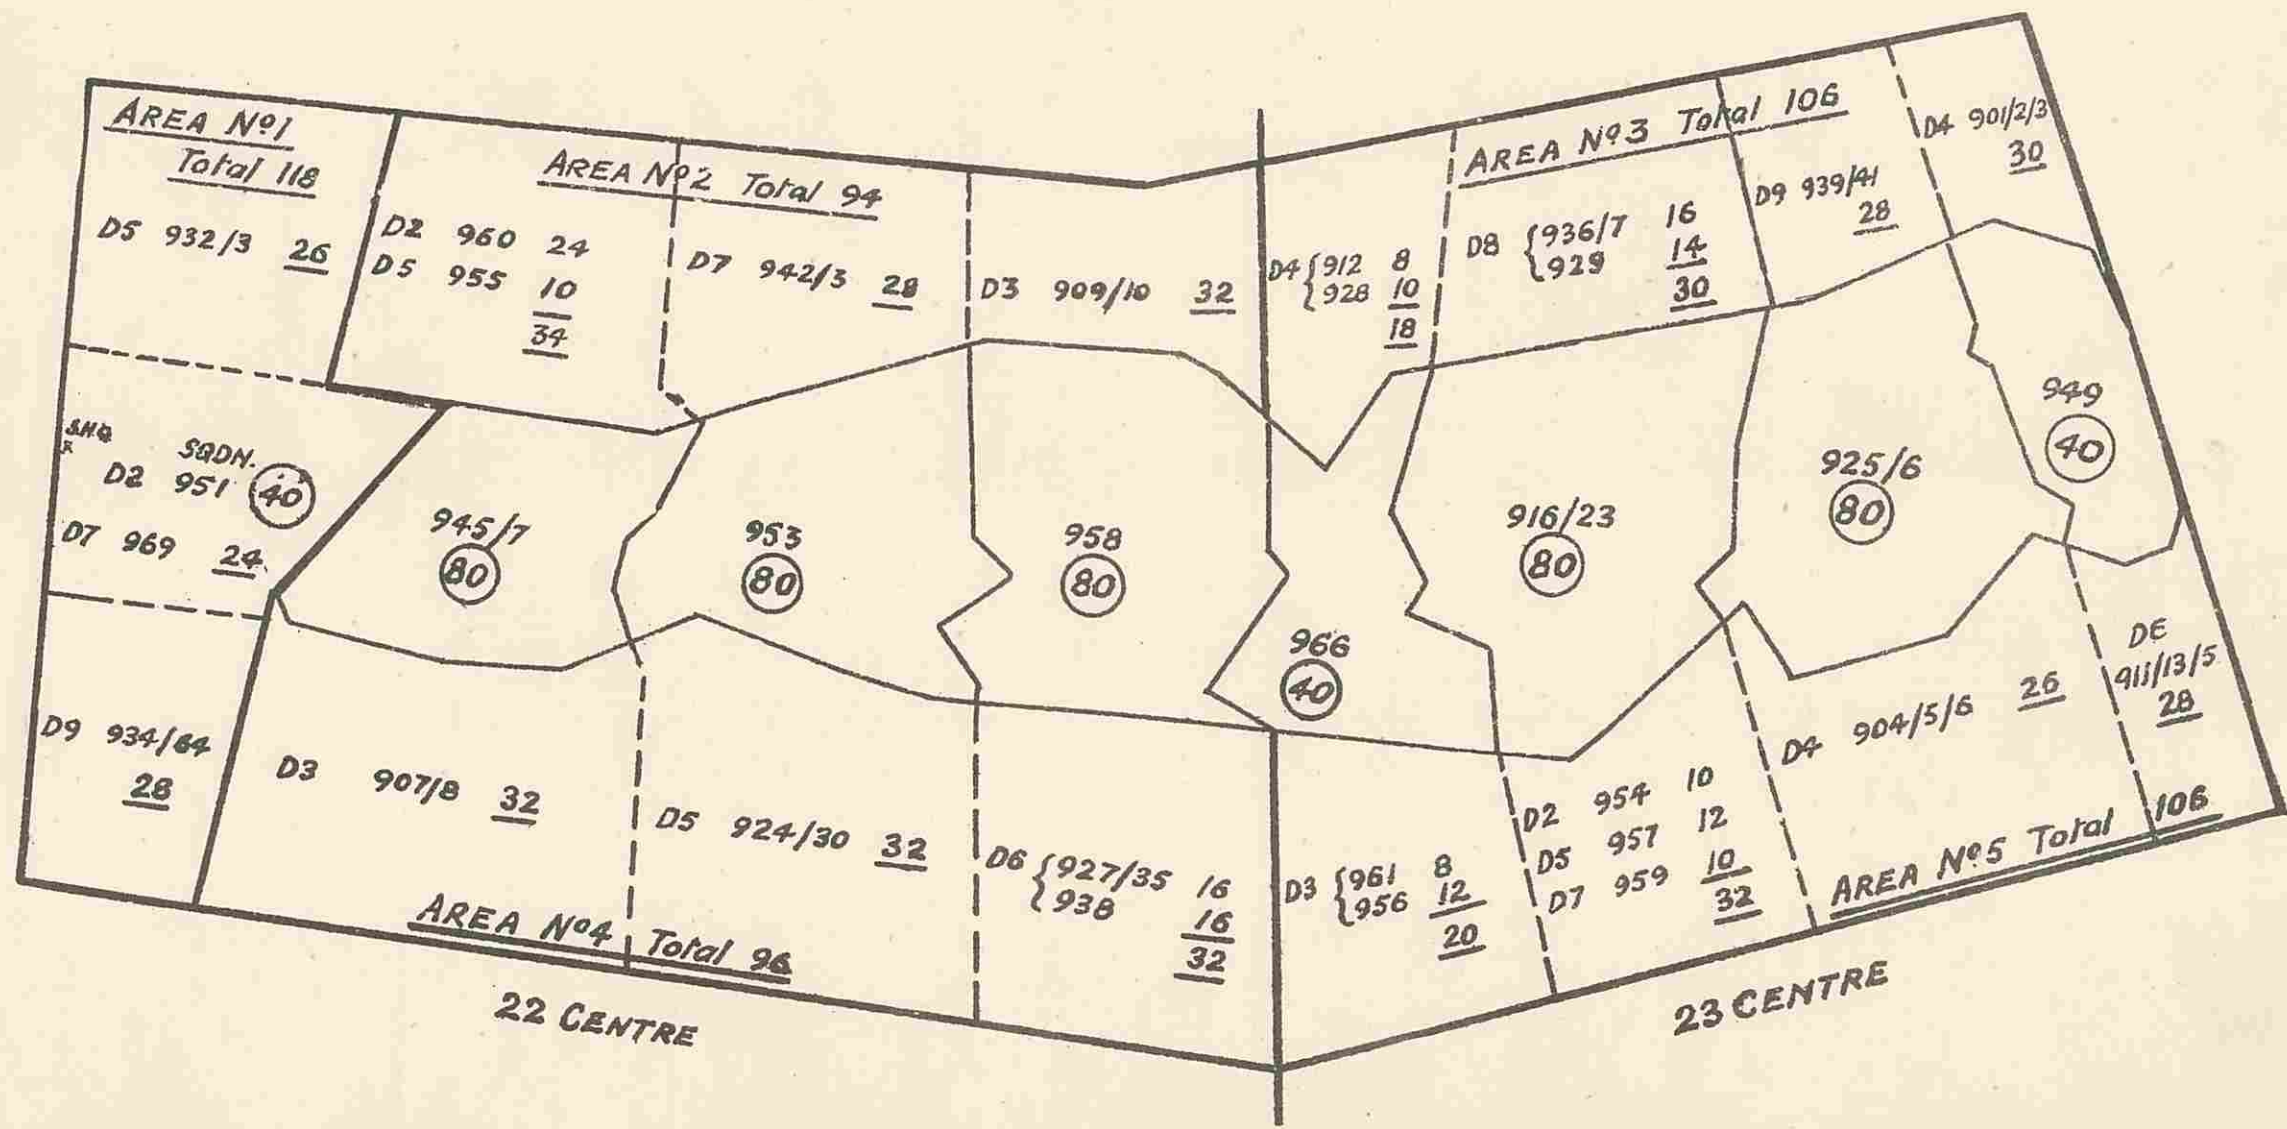 AREA Nº1
Total 118
D5 932/3 26
S.H.Q
x
SQDN.
D2 951 40
D7 969 24
D9 934/64
28
AREA Nº2 Total 94
D2 960 24
D5 955 10
34
D7 942/3 28
D3 909/10 32
AREA Nº3 Total 106
D4 { 912 8
{ 928 10
18
D8 { 936/7 16
{ 929 14
30
D9 939/41
28
D4 901/2/3
30
945/7
80
953
80
958
80
966
40
916/23
80
925/6
80
949
40
D3 907/8 32
D5 924/30 32
D6 { 927/35 16
{ 938 16
32
AREA Nº4 Total 96
22 CENTRE
D3 { 961 8
{ 956 12
20
D2 954 10
D5 957 12
D7 959 10
32
D4 904/5/6 26
DE
911/13/5
28
AREA Nº5 Total 106
23 CENTRE